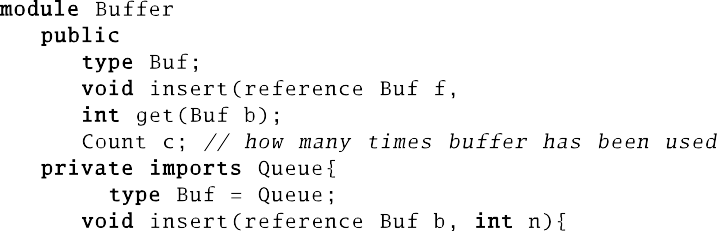 module Buffer
public
type Buf;
void insert(reference Buf f,
int get(Buf b);
Count c; // how many times buffer has been used
private imports Queue{
type Buf = Queue;
void insert(reference Buf b, int n){